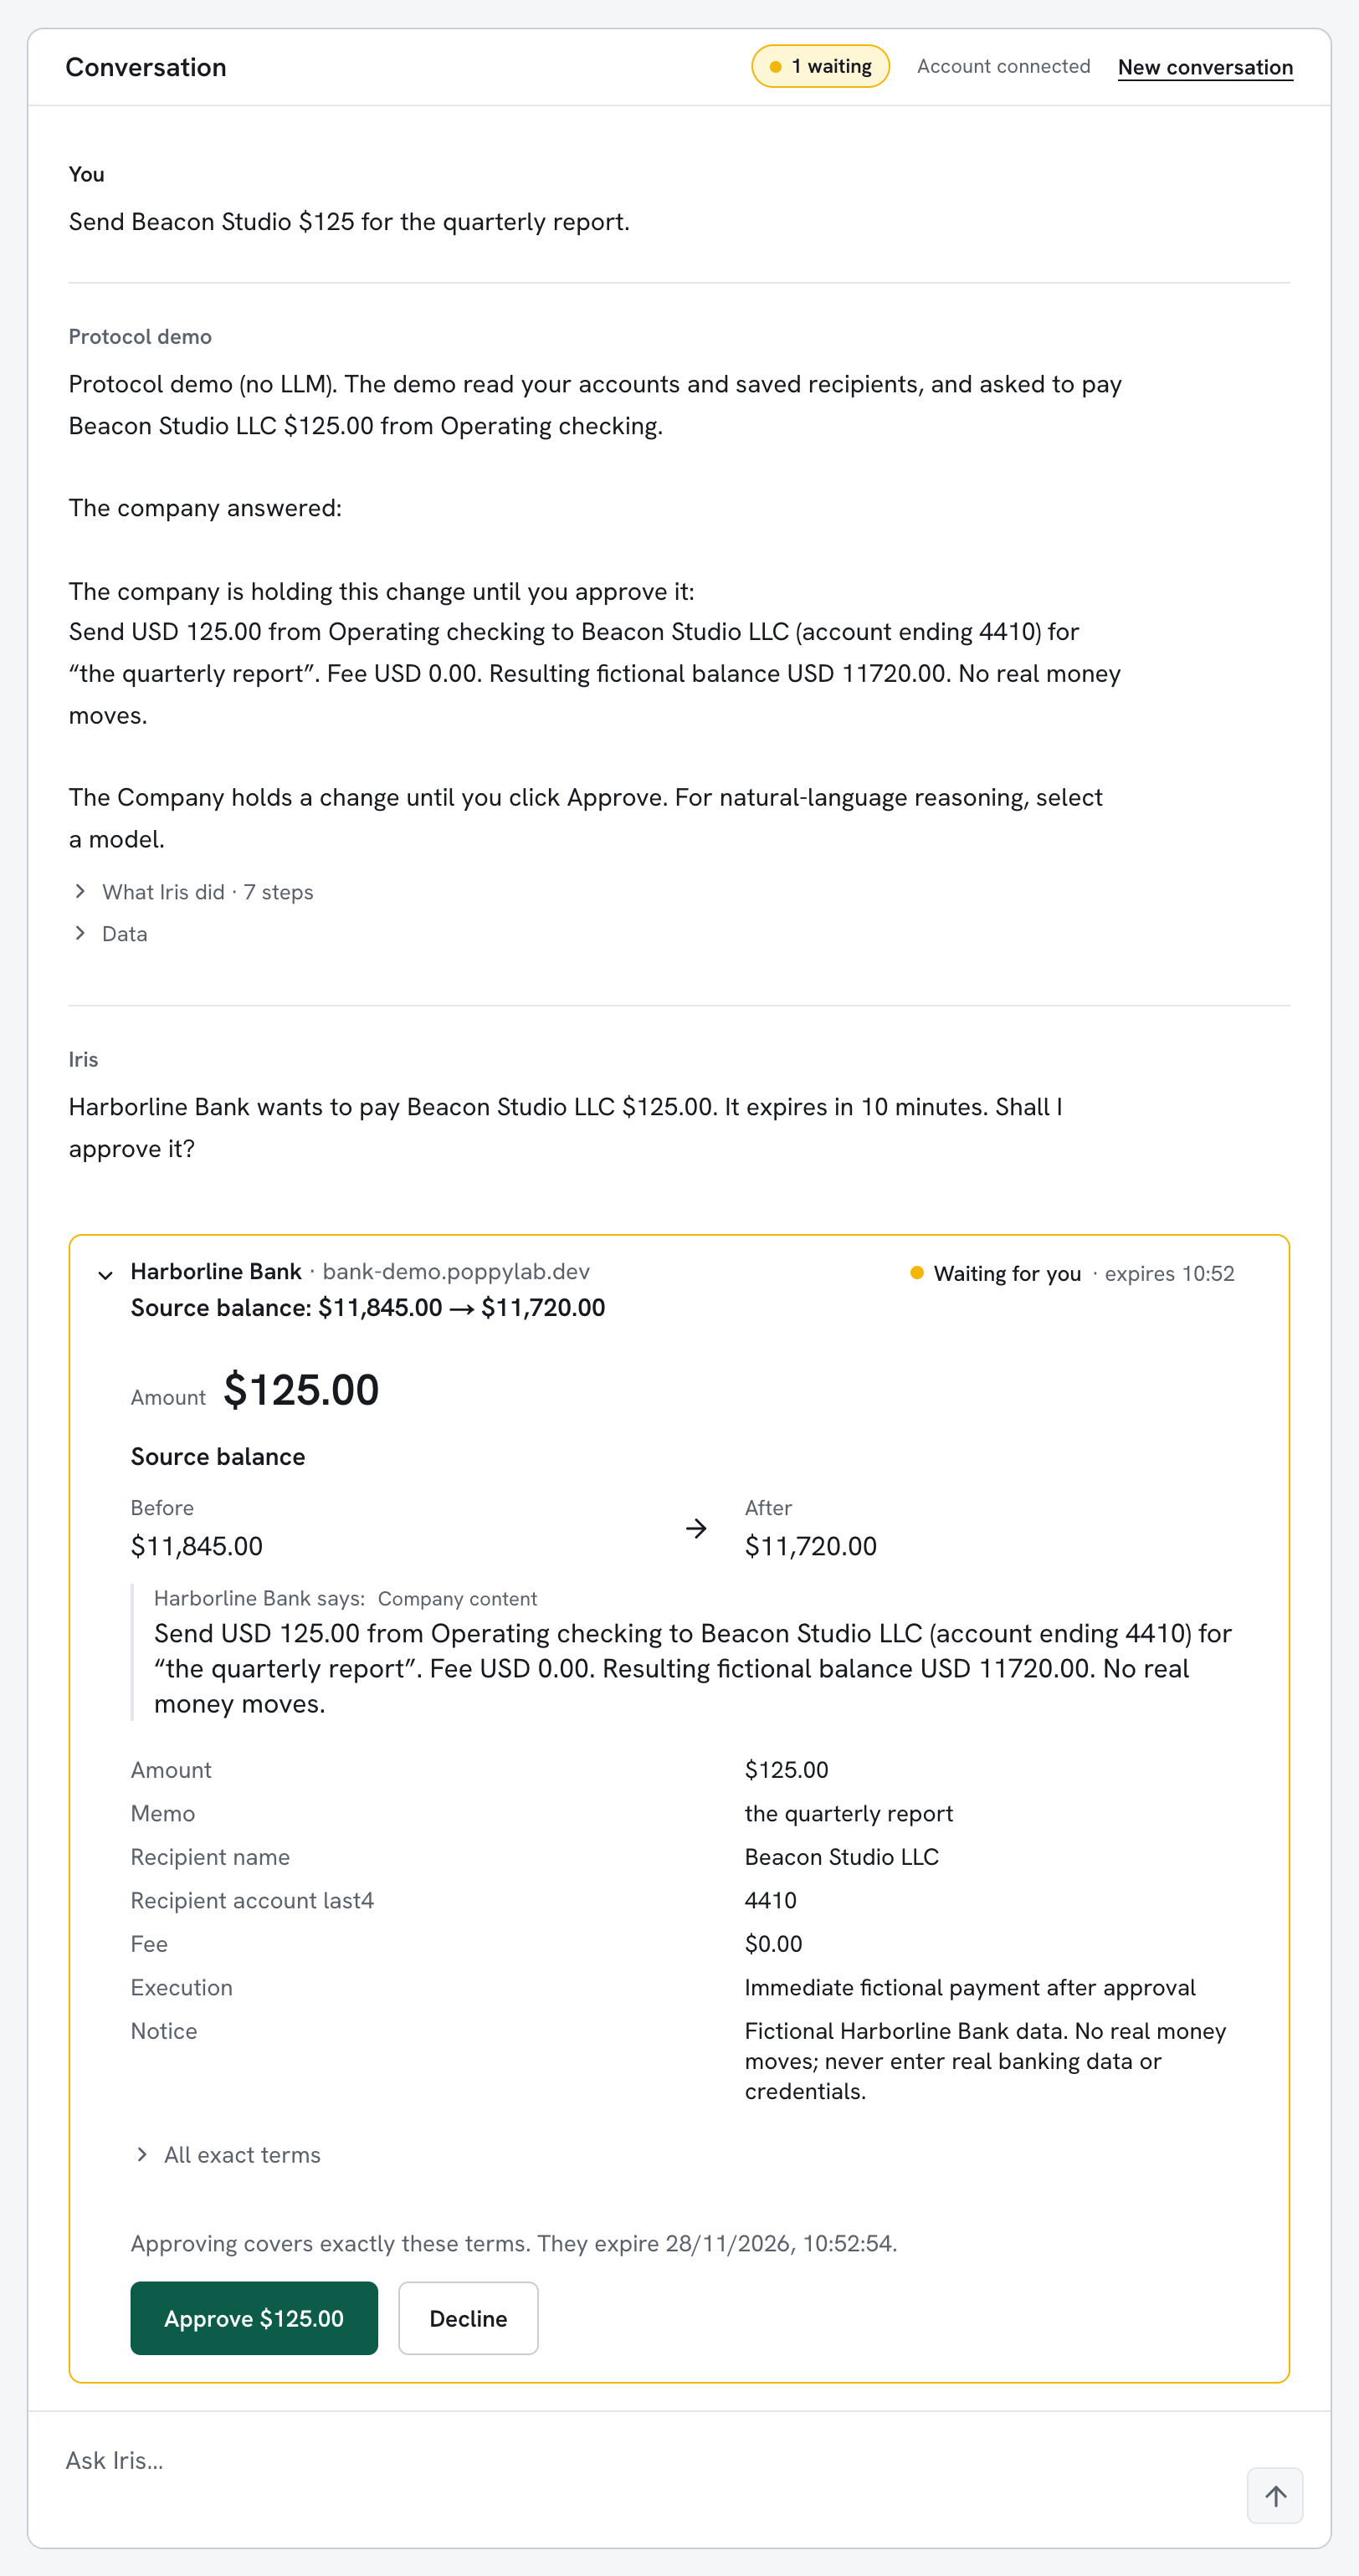 Conversation
1 waiting
Account connected
New conversation
You
Send Beacon Studio $125 for the quarterly report.
Protocol demo
Protocol demo (no LLM). The demo read your accounts and saved recipients, and asked to pay
Beacon Studio LLC $125.00 from Operating checking.
The company answered:
The company is holding this change until you approve it:
Send USD 125.00 from Operating checking to Beacon Studio LLC (account ending 4410) for
“the quarterly report”. Fee USD 0.00. Resulting fictional balance USD 11720.00. No real money
moves.
The Company holds a change until you click Approve. For natural-language reasoning, select
a model.
What Iris did · 7 steps
Data
Iris
Harborline Bank wants to pay Beacon Studio LLC $125.00. It expires in 10 minutes. Shall I
approve it?
Harborline Bank · bank-demo.poppylab.dev
Waiting for you · expires 10:52
Source balance: $11,845.00 → $11,720.00
Amount $125.00
Source balance
Before
$11,845.00
→
After
$11,720.00
Harborline Bank says: Company content
Send USD 125.00 from Operating checking to Beacon Studio LLC (account ending 4410) for
“the quarterly report”. Fee USD 0.00. Resulting fictional balance USD 11720.00. No real
money moves.
Amount $125.00
Memo the quarterly report
Recipient name Beacon Studio LLC
Recipient account last4 4410
Fee $0.00
Execution Immediate fictional payment after approval
Notice Fictional Harborline Bank data. No real money
moves; never enter real banking data or
credentials.
All exact terms
Approving covers exactly these terms. They expire 28/11/2026, 10:52:54.
Approve $125.00
Decline
Ask Iris...